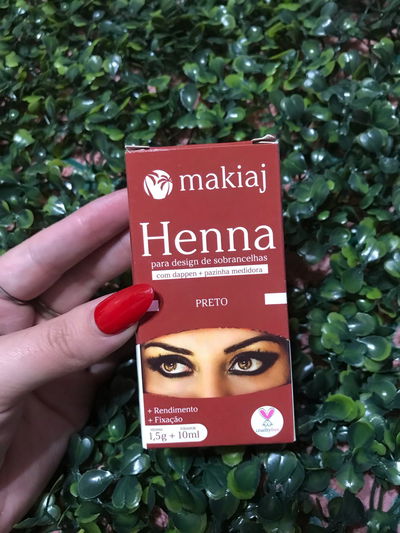 makiaj
Henna
para design de sobrancelhas
com dappen + pazinha medidora
PRETO
+ Rendimento
+ Fixação
1,5g + 10ml